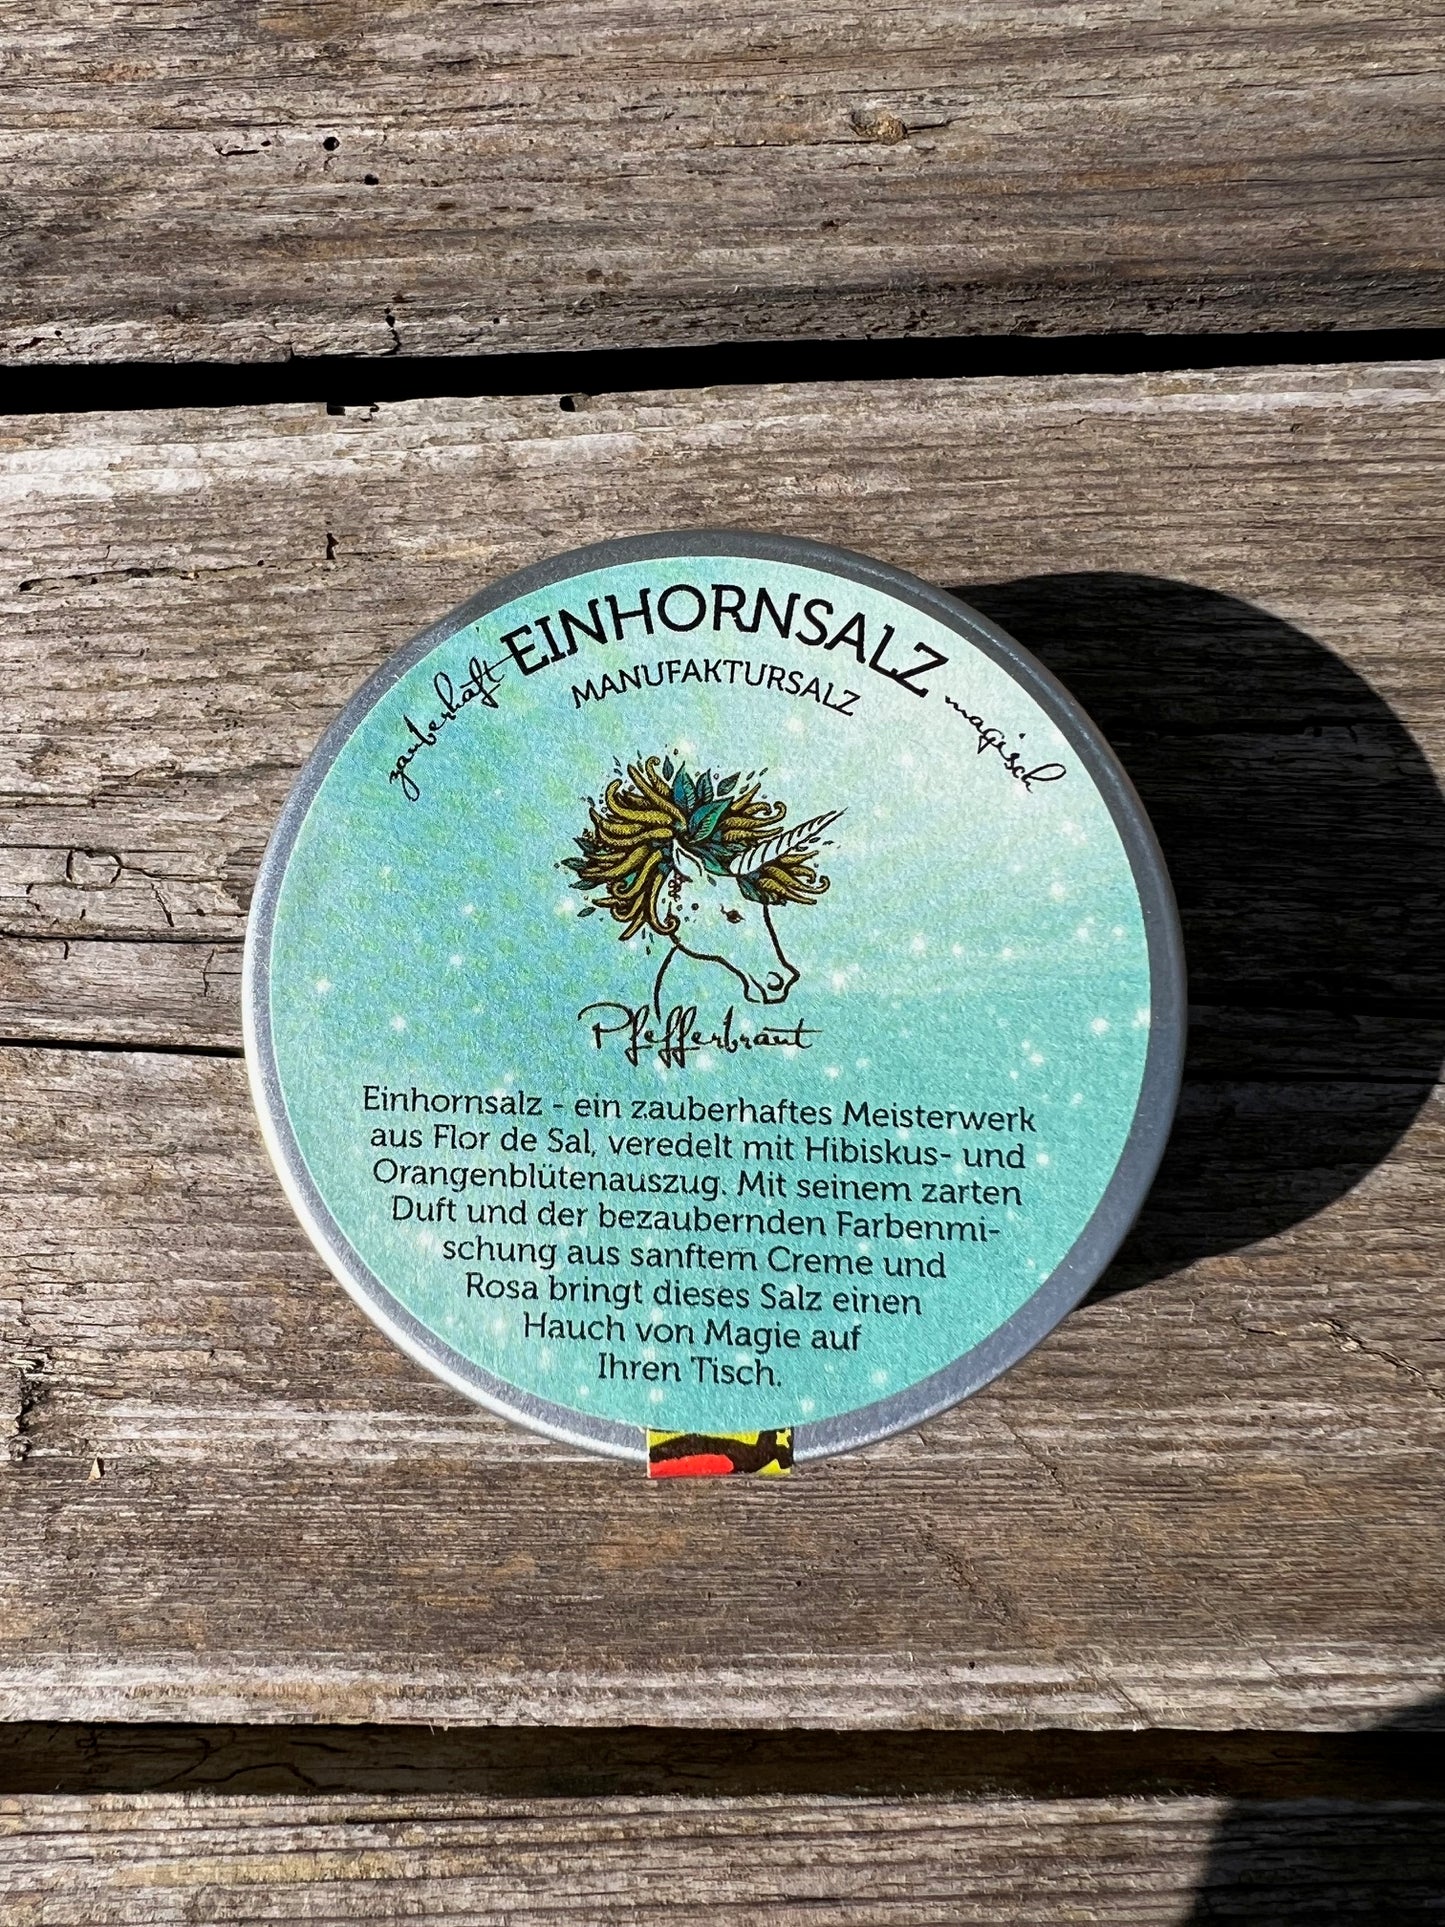 zauberhaft EINHORNSALZ magisch
MANUFAKTURSALZ
Pfefferbraut
Einhornsalz - ein zauberhaftes Meisterwerk
aus Flor de Sal, veredelt mit Hibiskus- und
Orangenblütenauszug. Mit seinem zarten
Duft und der bezaubernden Farbenmi-
schung aus sanftem Creme und
Rosa bringt dieses Salz einen
Hauch von Magie auf
Ihren Tisch.